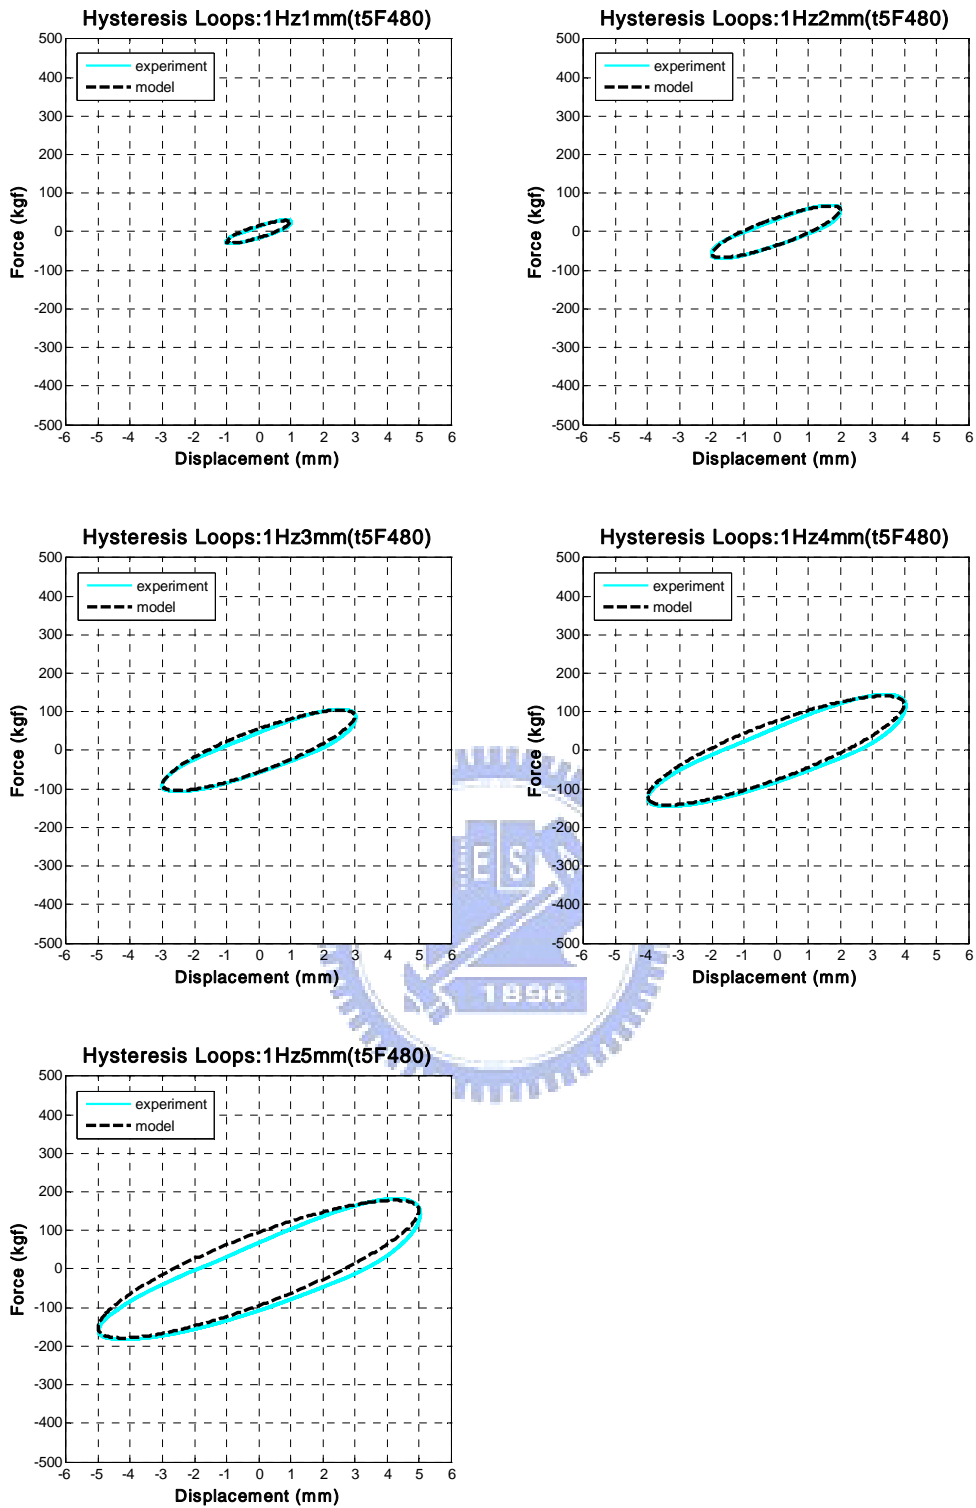 Hysteresis Loops:1Hz1mm(t5F480)
experiment
model
500
400
300
200
100
0
-100
-200
-300
-400
-500
Force (kgf)
-6 -5 -4 -3 -2 -1 0 1 2 3 4 5 6
Displacement (mm)
Hysteresis Loops:1Hz2mm(t5F480)
experiment
model
500
400
300
200
100
0
-100
-200
-300
-400
-500
Force (kgf)
-6 -5 -4 -3 -2 -1 0 1 2 3 4 5 6
Displacement (mm)
Hysteresis Loops:1Hz3mm(t5F480)
experiment
model
500
400
300
200
100
0
-100
-200
-300
-400
-500
Force (kgf)
-6 -5 -4 -3 -2 -1 0 1 2 3 4 5 6
Displacement (mm)
Hysteresis Loops:1Hz4mm(t5F480)
experiment
model
500
400
300
200
100
0
-100
-200
-300
-400
-500
Force (kgf)
-6 -5 -4 -3 -2 -1 0 1 2 3 4 5 6
Displacement (mm)
ES
1896
Hysteresis Loops:1Hz5mm(t5F480)
experiment
model
500
400
300
200
100
0
-100
-200
-300
-400
-500
Force (kgf)
-6 -5 -4 -3 -2 -1 0 1 2 3 4 5 6
Displacement (mm)